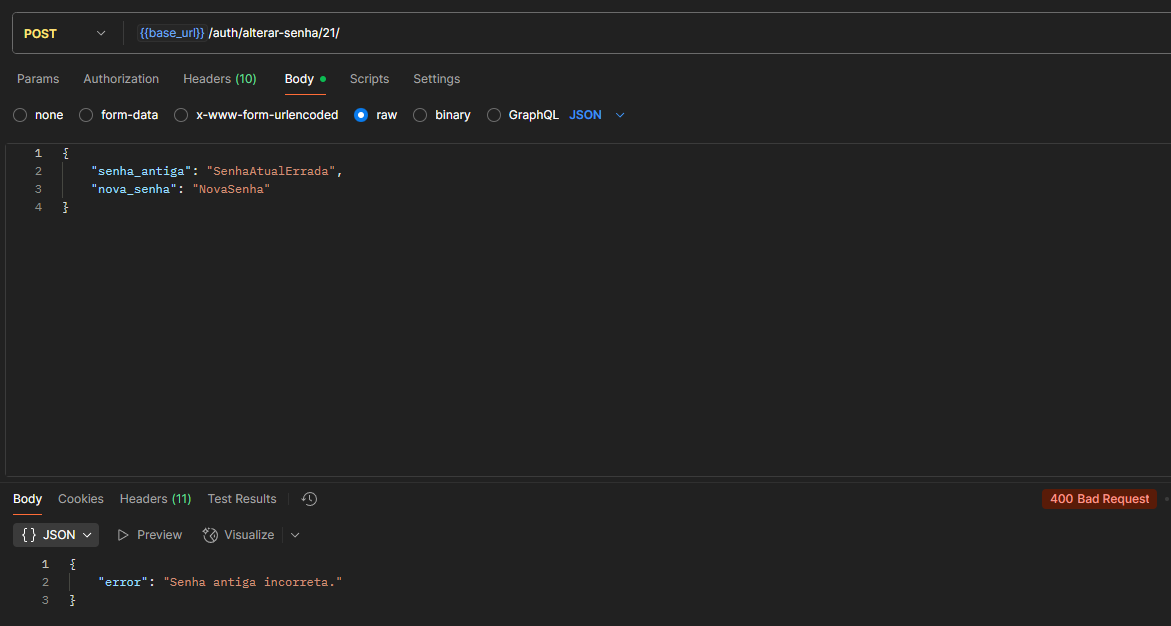 POST {{base_url}} /auth/alterar-senha/21/
Params Authorization Headers (10) Body Scripts Settings
none form-data x-www-form-urlencoded raw binary GraphQL JSON
1 {
2 "senha_antiga": "SenhaAtualErrada",
3 "nova_senha": "NovaSenha"
4 }
Body Cookies Headers (11) Test Results 400 Bad Request
{} JSON Preview Visualize
1 {
2 "error": "Senha antiga incorreta."
3 }